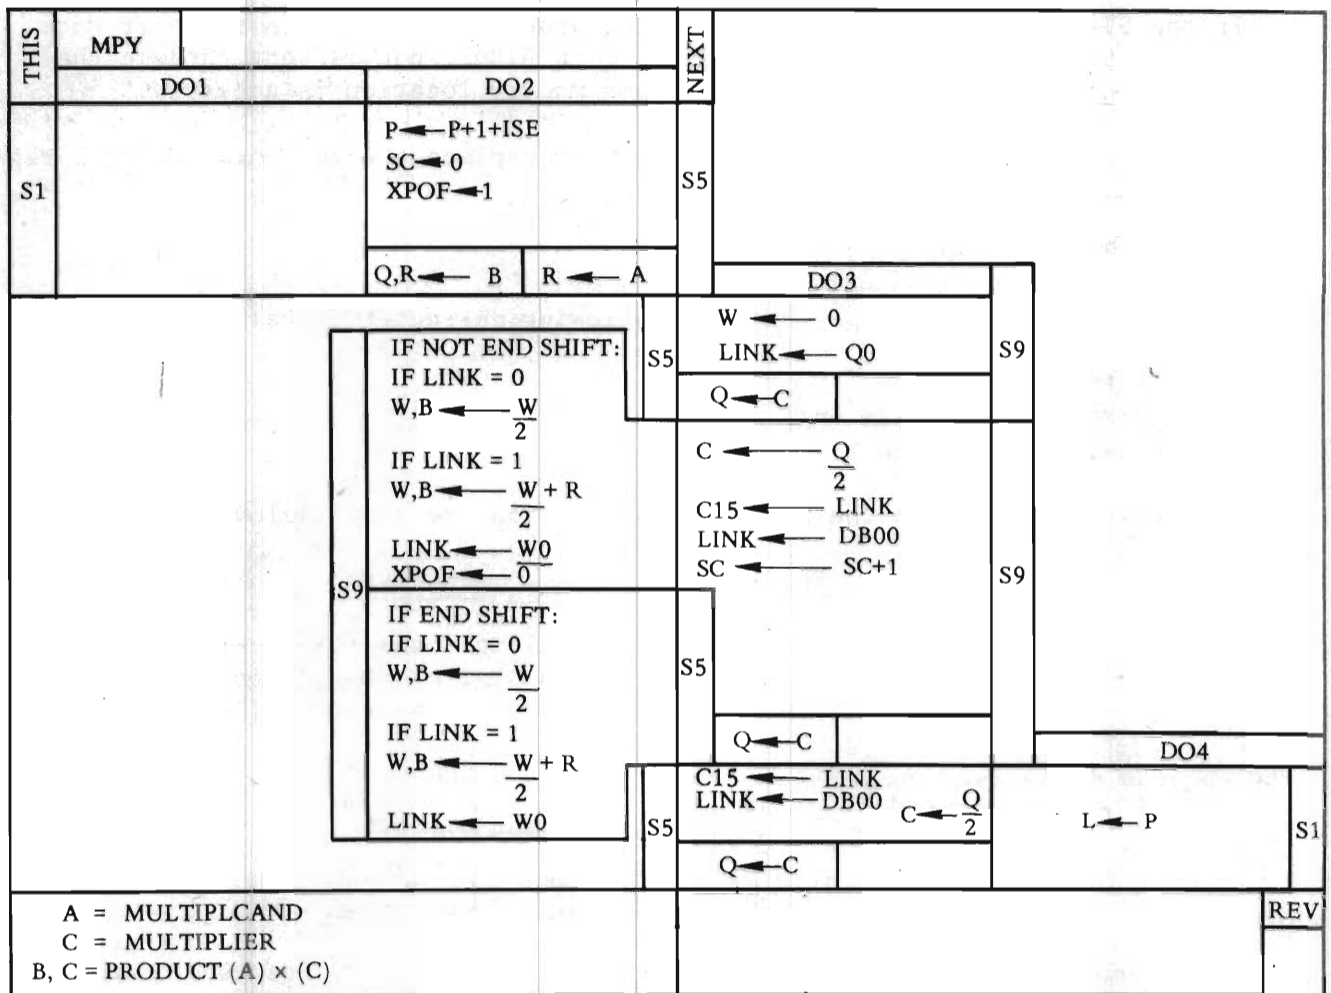 THIS
MPY
NEXT
DO1
DO2
S1
P←P+1+ISE
SC←0
XPOF←1
S5
Q,R← B
R ← A
DO3
S5
W ← 0
LINK← Q0
S9
Q←C
S9
IF NOT END SHIFT:
IF LINK = 0
W,B ← W/2
IF LINK = 1
W,B← W/2 + R
LINK← W0
XPOF← 0
C ← Q/2
C15← LINK
LINK← DB00
SC ← SC+1
S9
IF END SHIFT:
IF LINK = 0
W,B← W/2
IF LINK = 1
W,B← W/2 + R
LINK← W0
S5
Q←C
DO4
S5
C15← LINK
LINK← DB00
C← Q/2
Q←C
L←P
S1
A = MULTIPLCAND
C = MULTIPLIER
B, C = PRODUCT (A) x (C)
REV